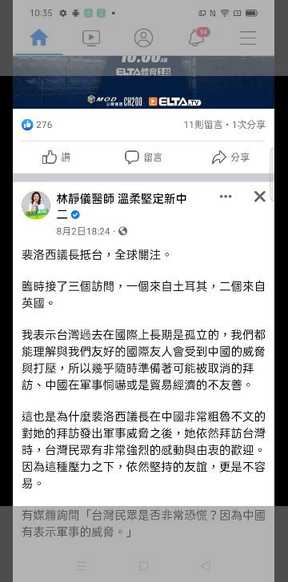 10:35
14
10:00
ELTA體育1台
MOD CH200 ELTA.TV
276
11則留言·1次分享
讚 留言 分享
林靜儀醫師 溫柔堅定新中
二
8月2日18:24
裴洛西議長抵台，全球關注。
臨時接了三個訪問，一個來自土耳其，二個來自
英國。
我表示台灣過去在國際上長期是孤立的，我們都
能理解與我們友好的國際友人會受到中國的威脅
與打壓，所以幾乎隨時準備著可能被取消的拜
訪、中國在軍事恫嚇或是貿易經濟的不友善。
這也是為什麼裴洛西議長在中國非常粗魯不文的
對她的拜訪發出軍事威脅之後，她依然拜訪台灣
時，台灣民眾有非常強烈的感動與由衷的歡迎。
因為這種壓力之下，依然堅持的友誼，更是不容
易。
有媒體詢問「台灣民眾是否非常恐慌？因為中國
有表示軍事的威脅。」